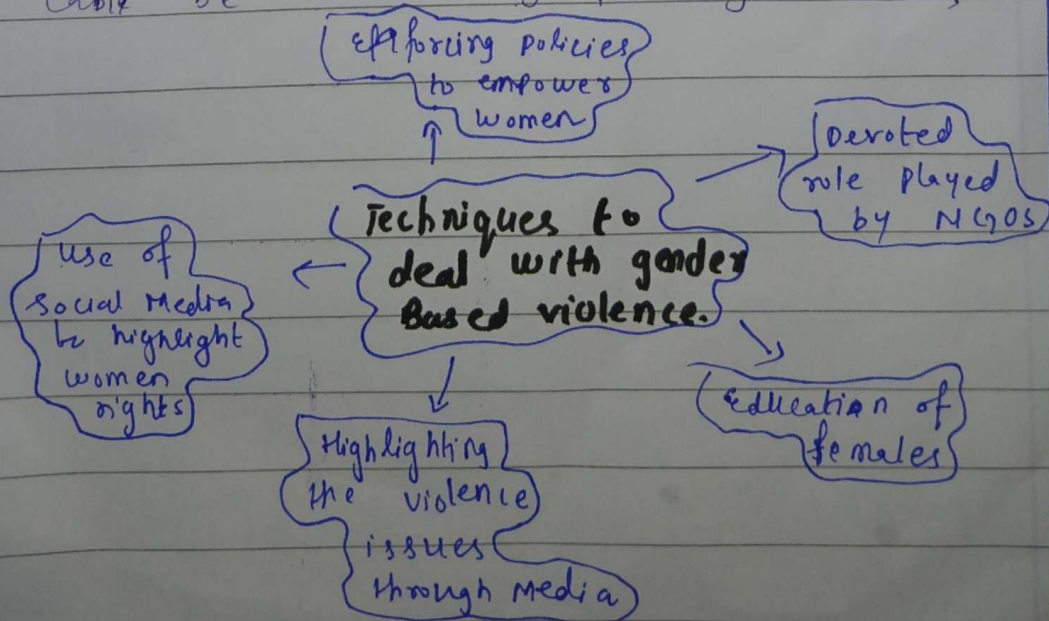 Enforcing policies
to empower
women
Devoted
role played
by NGOs
Techniques to
deal with gender
Based violence.
use of
social Media
to highlight
women
rights
Education of
females
Highlighting
the violence
issues
through Media